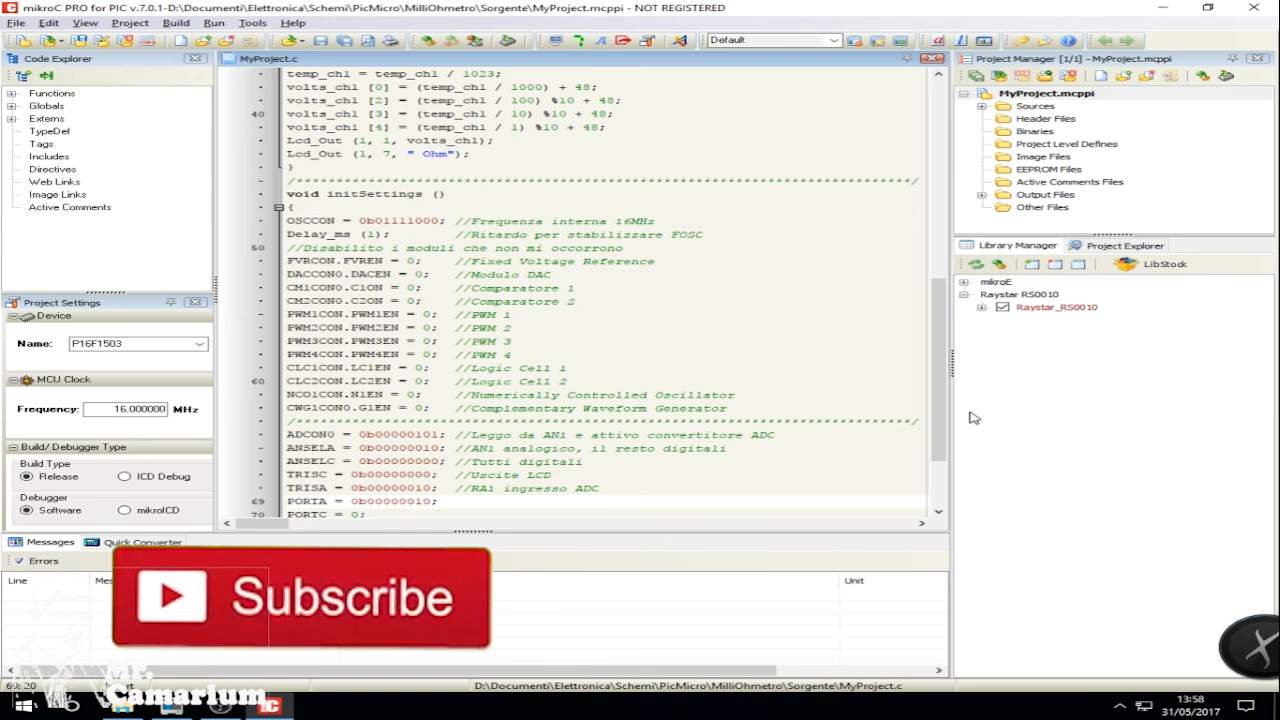 mikroC PRO for PIC v.7.0.1-D:\Documenti\Elettronica\Schemi\PicMicro\MilliOhmetro\Sorgente\MyProject.mcppi - NOT REGISTERED
File Edit View Project Build Run Tools Help
Default
Code Explorer
Functions
Globals
Externs
TypeDef
Tags
Includes
Directives
Web Links
Image Links
Active Comments
Project Settings
Device
Name: P16F1503
MCU Clock
Frequency: 16.000000 MHz
Build/ Debugger Type
Build Type
Release ICD Debug
Debugger
Software mikroICD
MyProject.c
temp_ch1 = temp_ch1 / 1023;
volts_ch1 [0] = (temp_ch1 / 1000) + 48;
volts_ch1 [2] = (temp_ch1 / 100) %10 + 48;
40 volts_ch1 [3] = (temp_ch1 / 10) %10 + 48;
volts_ch1 [4] = (temp_ch1 / 1) %10 + 48;
Lcd_Out (1, 1, volts_ch1);
Lcd_Out (1, 7, " Ohm");
}
void initSettings ()
{
OSCCON = 0b01111000; //Frequenza interna 16MHz
Delay_ms (1); //Ritardo per stabilizzare FOSC
50 //Disabilito i moduli che non mi occorrono
FVRCON.FVREN = 0; //Fixed Voltage Reference
DACCON0.DACEN = 0; //Modulo DAC
CM1CON0.C1ON = 0; //Comparatore 1
CM2CON0.C2ON = 0; //Comparatore 2
PWM1CON.PWM1EN = 0; //PWM 1
PWM2CON.PWM2EN = 0; //PWM 2
PWM3CON.PWM3EN = 0; //PWM 3
PWM4CON.PWM4EN = 0; //PWM 4
CLC1CON.LC1EN = 0; //Logic Cell 1
60 CLC2CON.LC2EN = 0; //Logic Cell 2
NCO1CON.N1EN = 0; //Numerically Controlled Oscillator
CWG1CON0.G1EN = 0; //Complementary Waveform Generator
ADCON0 = 0b00000101; //Leggo da AN1 e attivo convertitore ADC
ANSELA = 0b00000010; //AN1 analogico, il resto digitali
ANSELC = 0b00000000; //Tutti digitali
TRISC = 0b00000000; //Uscite LCD
TRISA = 0b00000010; //RA1 ingresso ADC
69 PORTA = 0b00000010;
70 PORTC = 0;
Project Manager [1/1] - MyProject.mcppi
MyProject.mcppi
Sources
Header Files
Binaries
Project Level Defines
Image Files
EEPROM Files
Active Comments Files
Output Files
Other Files
Library Manager Project Explorer
LibStock
mikroE
Raystar RS0010
Raystar_RS0010
Messages Quick Converter
Errors
Line Unit
Subscribe
Mr. Camarium
69: 20 D:\Documenti\Elettronica\Schemi\PicMicro\MilliOhmetro\Sorgente\MyProject.c
13:58
31/05/2017